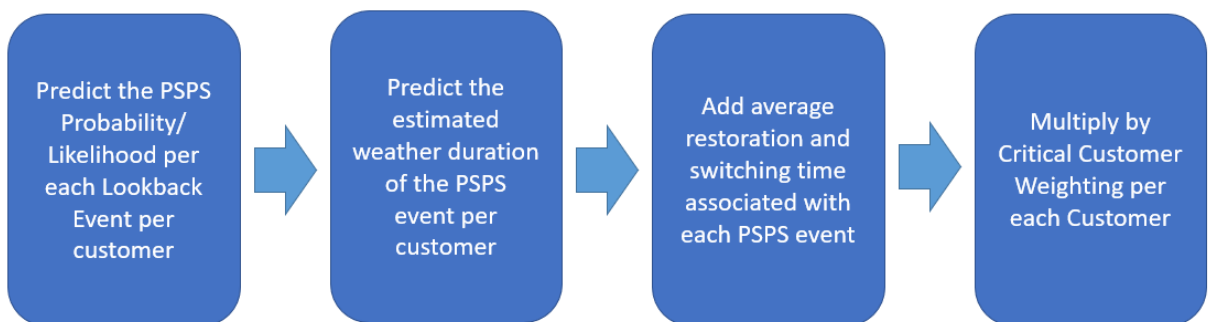 Predict the PSPS
Probability/
Likelihood per
each Lookback
Event per
customer
Predict the
estimated
weather duration
of the PSPS
event per
customer
Add average
restoration and
switching time
associated with
each PSPS event
Multiply by
Critical Customer
Weighting per
each Customer